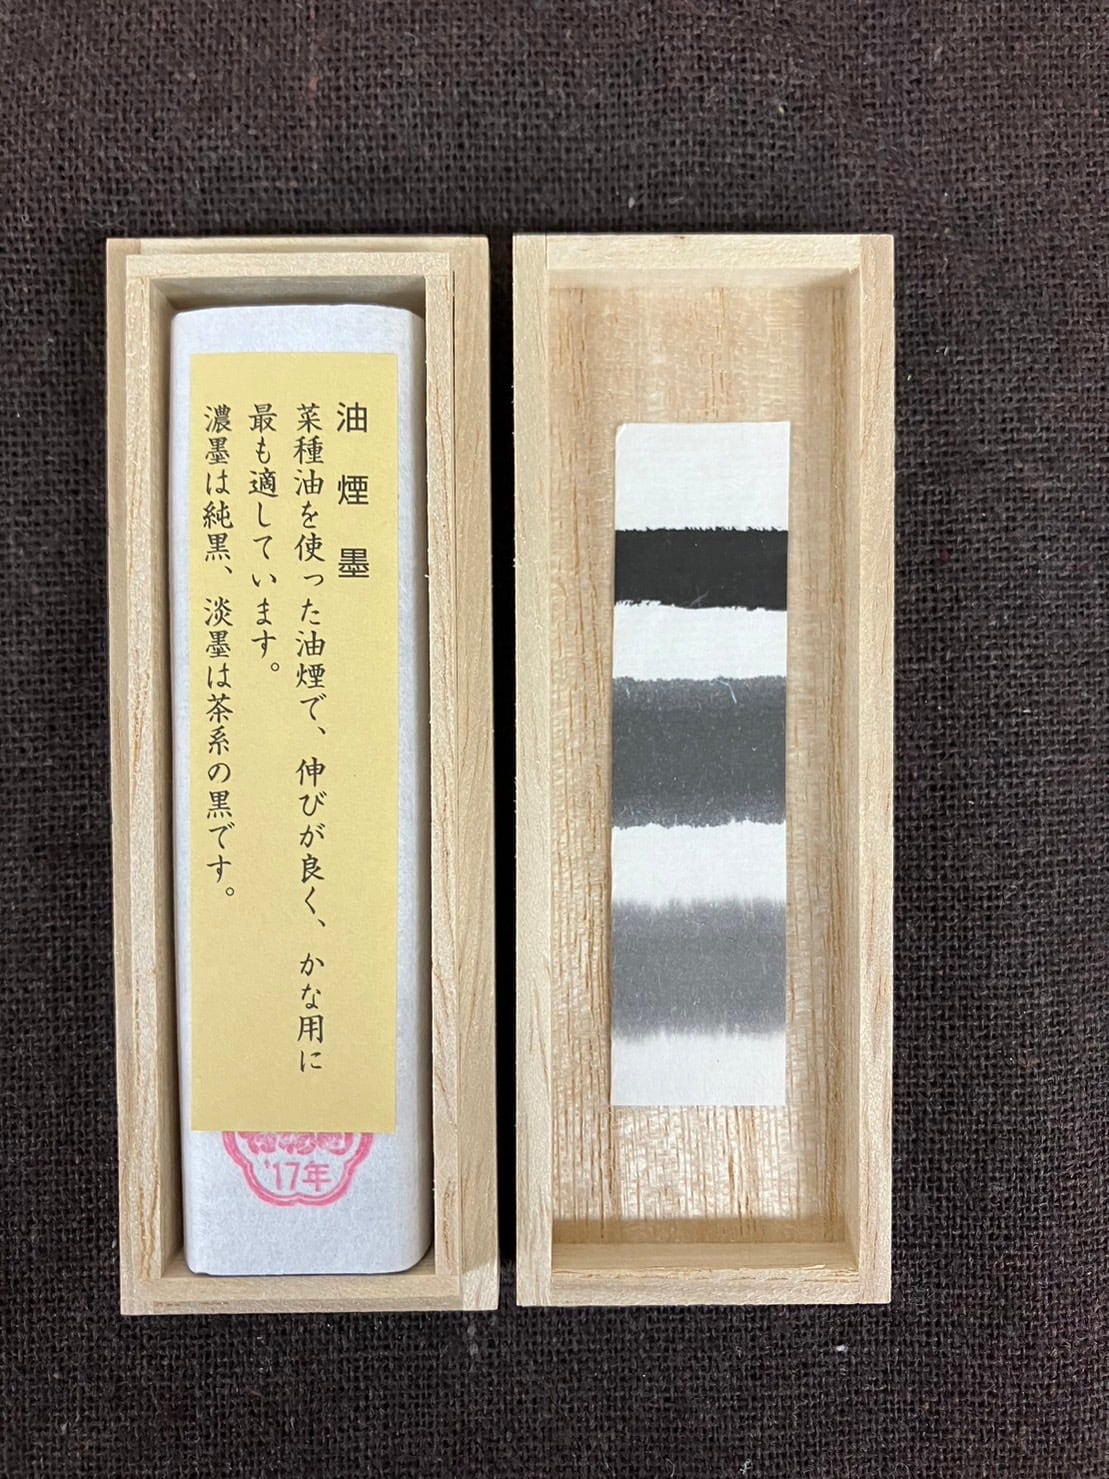 油煙墨
菜種油を使った油煙で、伸びが良く、かな用に
最も適しています。
濃墨は純黒、淡墨は茶系の黒です。
'17年